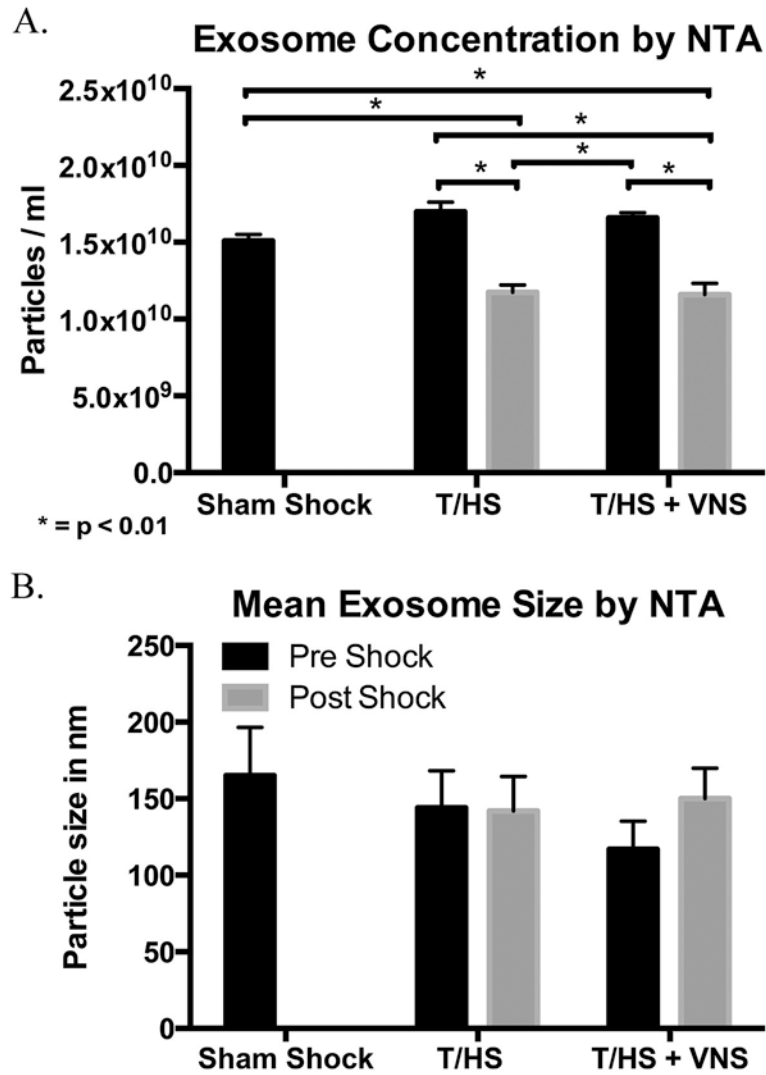 A.
Exosome Concentration by NTA
*
*
*
*
*
*
2.5x10¹⁰
2.0x10¹⁰
1.5x10¹⁰
1.0x10¹⁰
5.0x10⁹
0.0
Particles / ml
Sham Shock T/HS T/HS + VNS
* = p < 0.01
B.
Mean Exosome Size by NTA
Pre Shock
Post Shock
250
200
150
100
50
0
Particle size in nm
Sham Shock T/HS T/HS + VNS